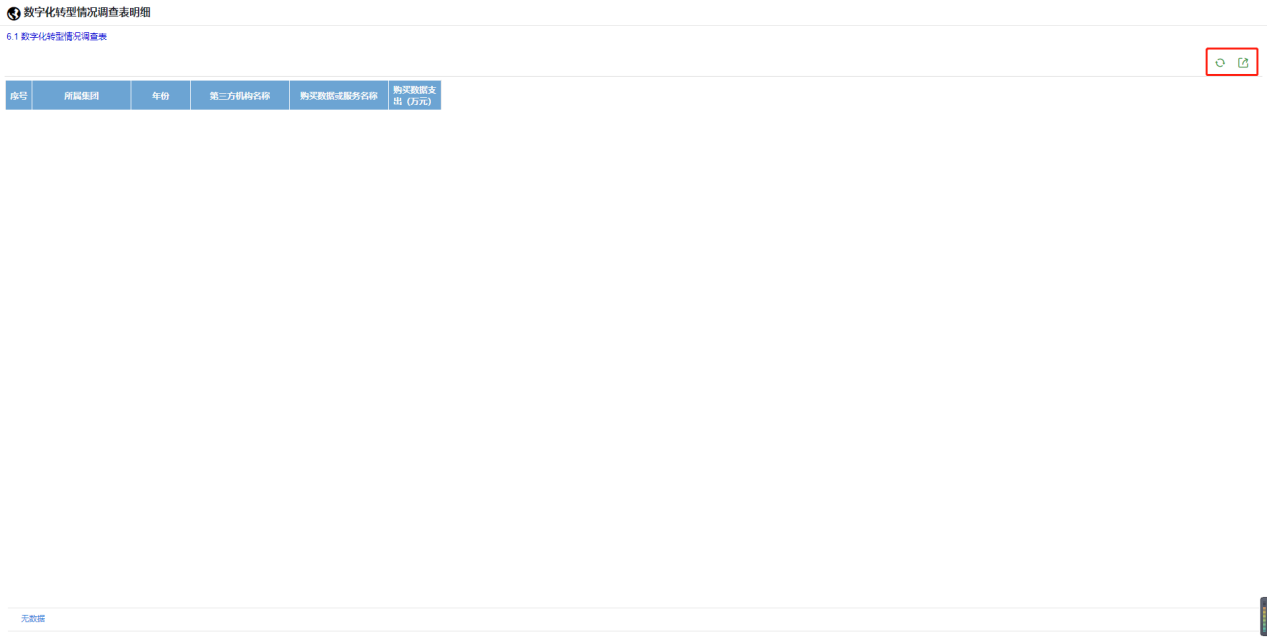 数字化转型情况调查表明细
6.1 数字化转型情况调查表
序号 所属集团 年份 第三方机构名称 购买数据或服务名称 购买数据支
出（万元）
无数据